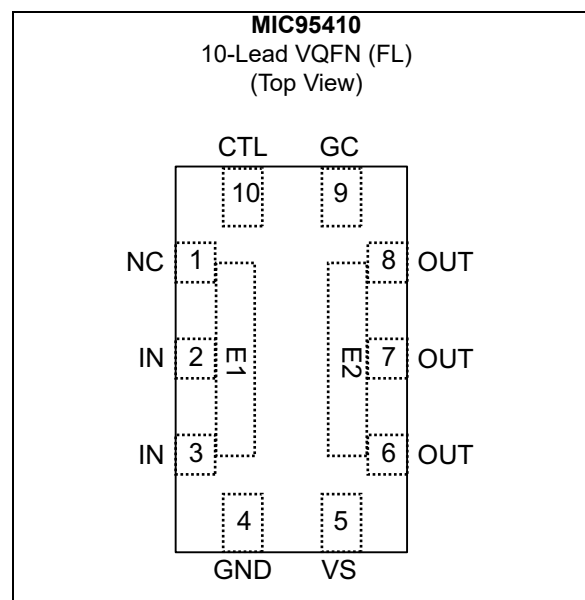 MIC95410
10-Lead VQFN (FL)
(Top View)
CTL GC
10 9
NC 1 8 OUT
IN 2 E1 E2 7 OUT
IN 3 6 OUT
4 5
GND VS